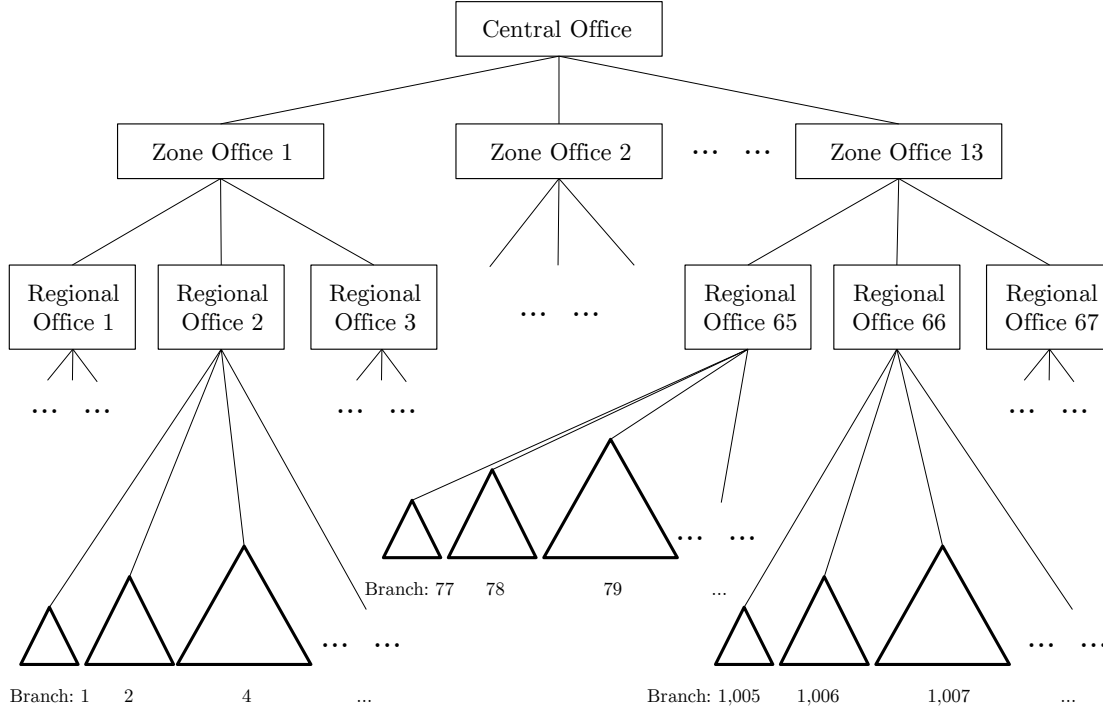 Central Office
Zone Office 1
Zone Office 2
... ...
Zone Office 13
Regional
Office 1
Regional
Office 2
Regional
Office 3
... ...
Regional
Office 65
Regional
Office 66
Regional
Office 67
... ...
... ...
... ...
... ...
Branch: 77 78 79 ...
... ...
... ...
Branch: 1 2 4 ...
Branch: 1,005 1,006 1,007 ...